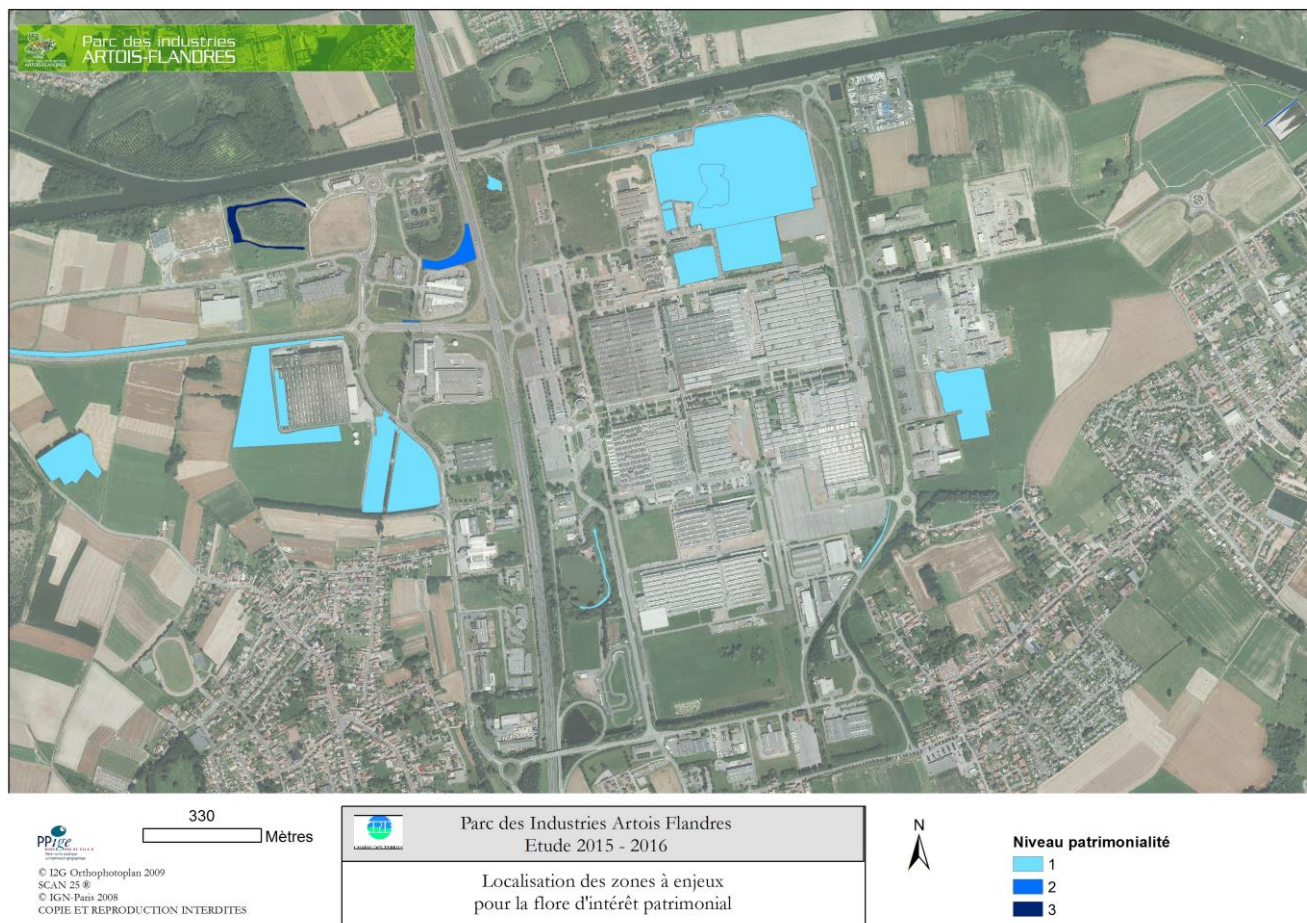 Parc des industries
ARTOIS-FLANDRES
330
Mètres
PPige
© I2G Orthophotoplan 2009
SCAN 25 ®
© IGN-Paris 2008
COPIE ET REPRODUCTION INTERDITES
Parc des Industries Artois Flandres
Etude 2015 - 2016
Localisation des zones à enjeux
pour la flore d'intérêt patrimonial
N
Niveau patrimonialité
1
2
3